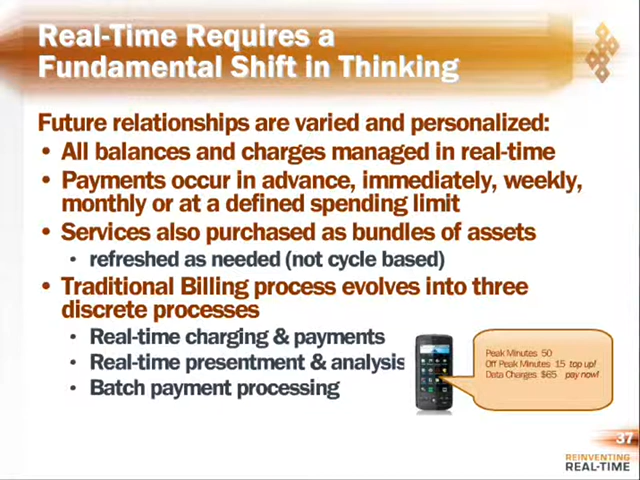 Real-Time Requires a
Fundamental Shift in Thinking
Future relationships are varied and personalized:
• All balances and charges managed in real-time
• Payments occur in advance, immediately, weekly,
monthly or at a defined spending limit
• Services also purchased as bundles of assets
• refreshed as needed (not cycle based)
• Traditional Billing process evolves into three
discrete processes
• Real-time charging & payments
• Real-time presentment & analysis
• Batch payment processing
Peak Minutes 50
Off Peak Minutes 15 top up!
Data Charges $65 pay now!
37
REINVENTING
REAL-TIME